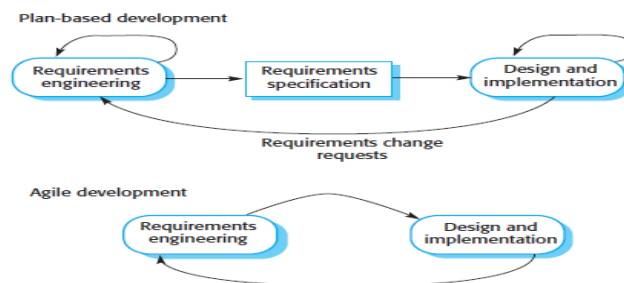 Plan-based development
Requirements
engineering
Requirements
specification
Design and
implementation
Requirements change
requests
Agile development
Requirements
engineering
Design and
implementation